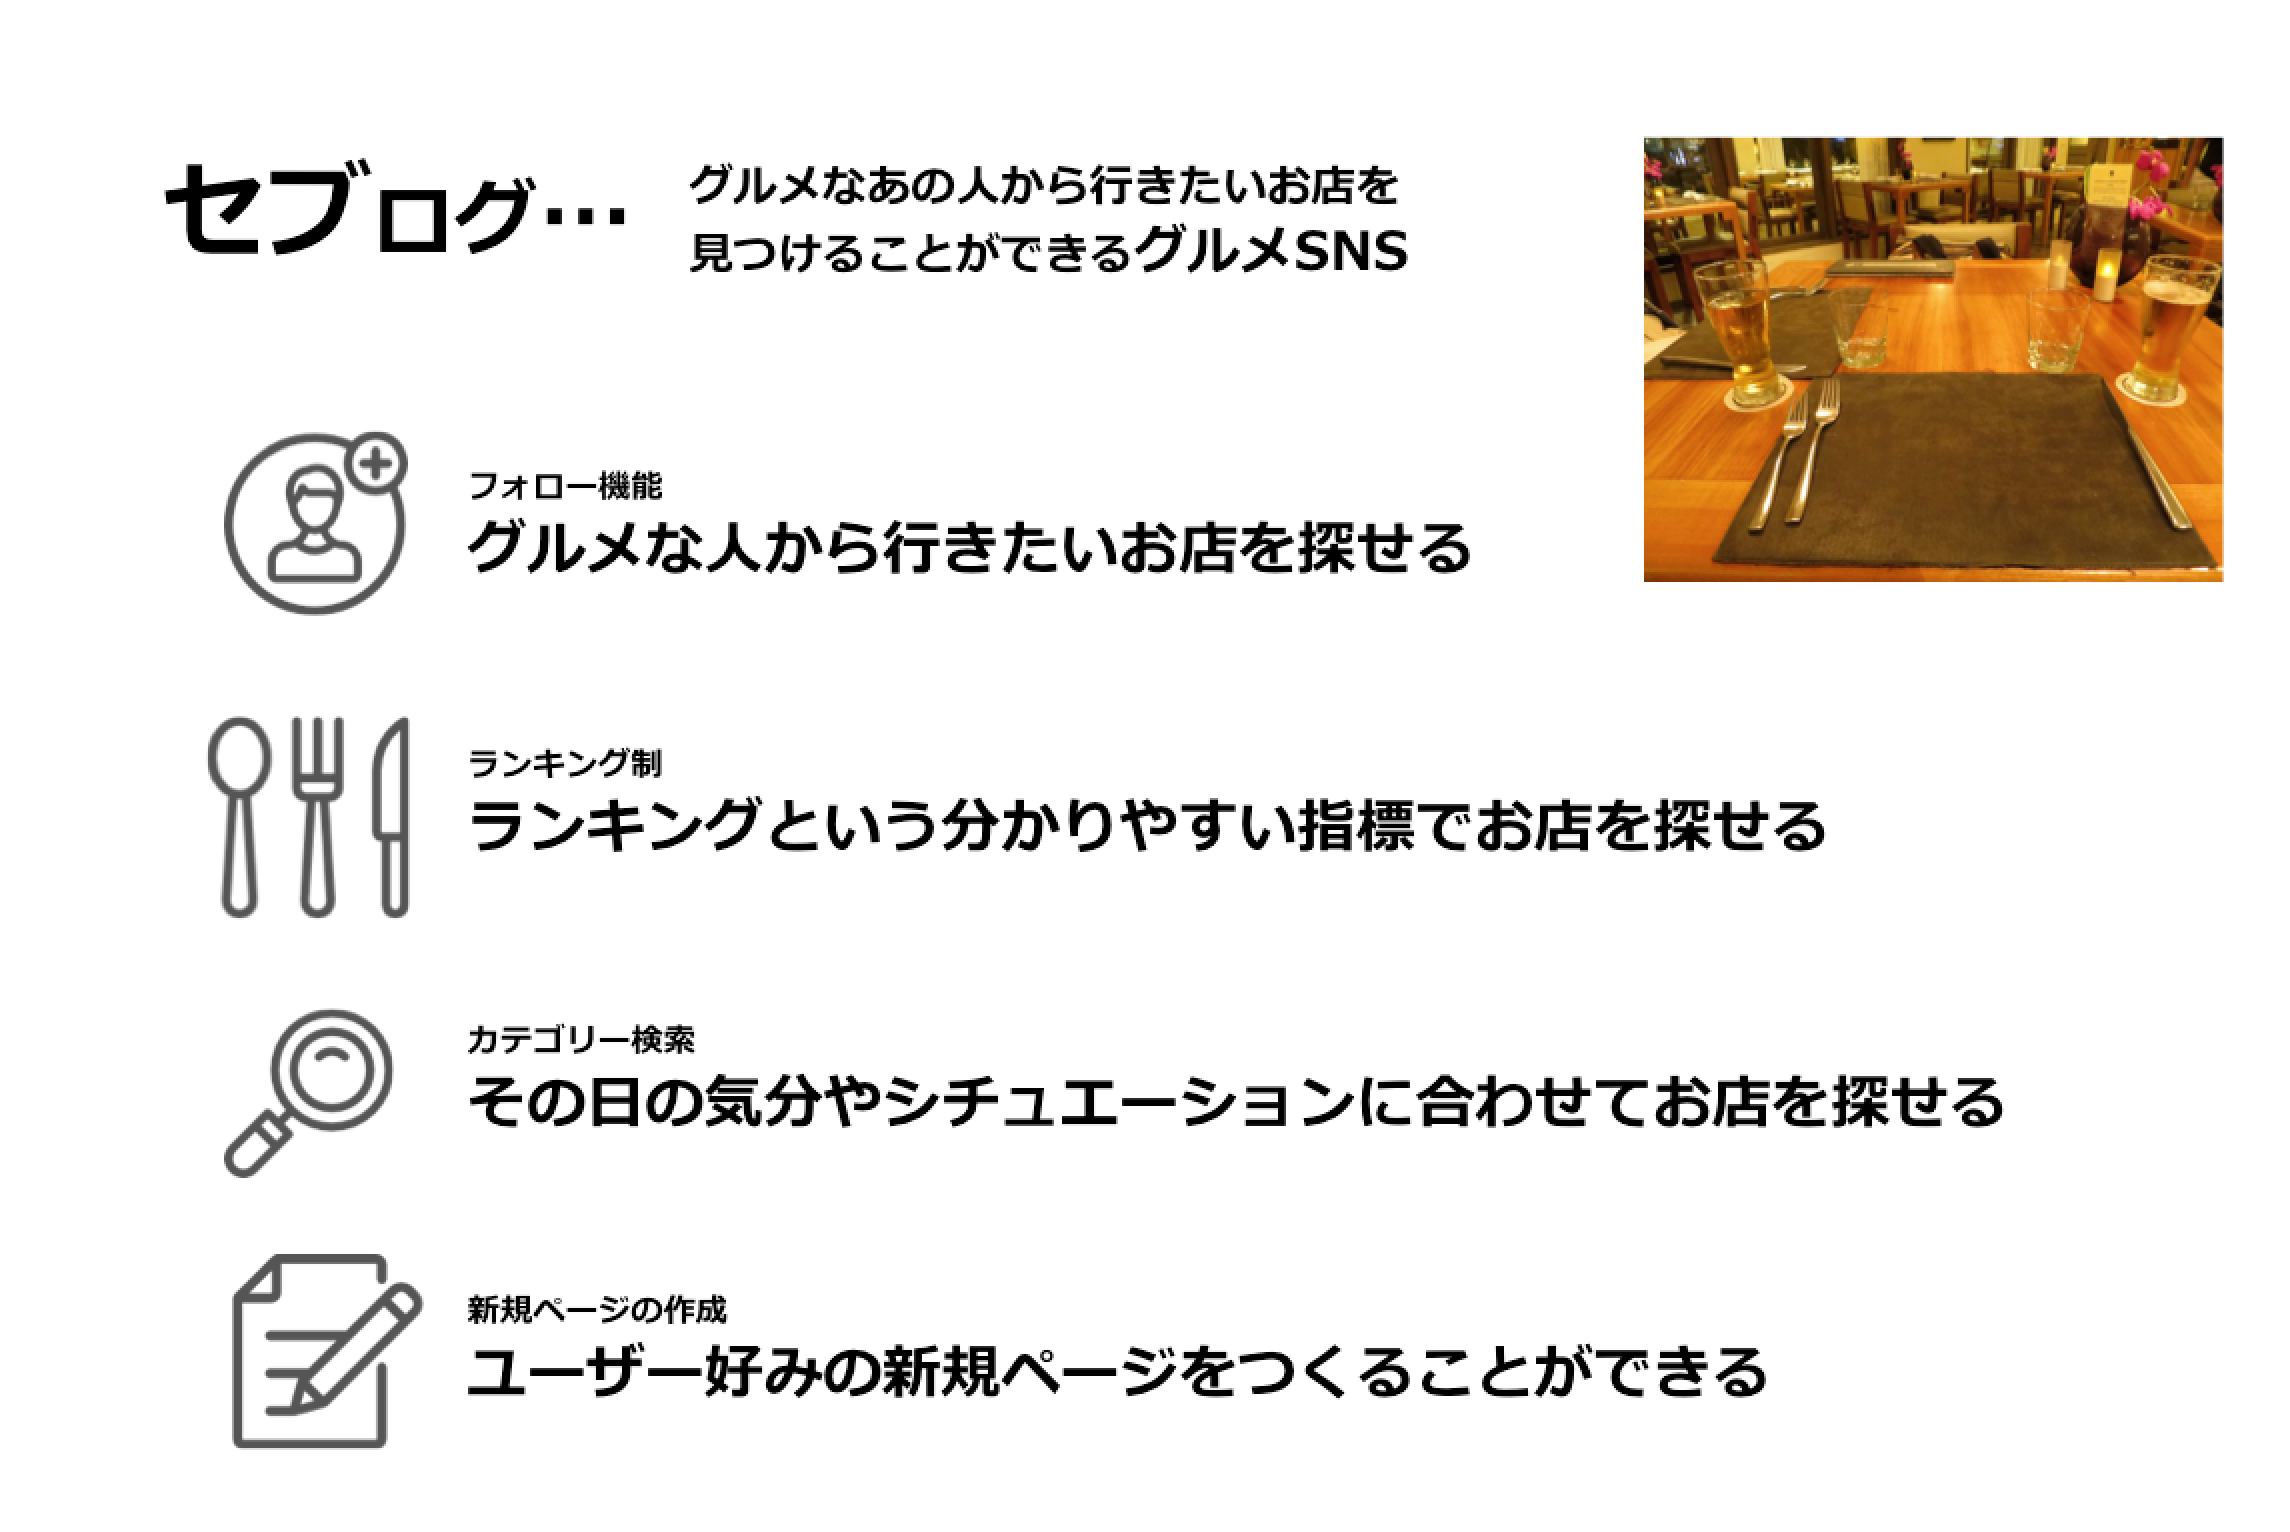 セブログ…
グルメなあの人から行きたいお店を
見つけることができるグルメSNS
フォロー機能
グルメな人から行きたいお店を探せる
ランキング制
ランキングという分かりやすい指標でお店を探せる
カテゴリー検索
その日の気分やシチュエーションに合わせてお店を探せる
新規ページの作成
ユーザー好みの新規ページをつくることができる